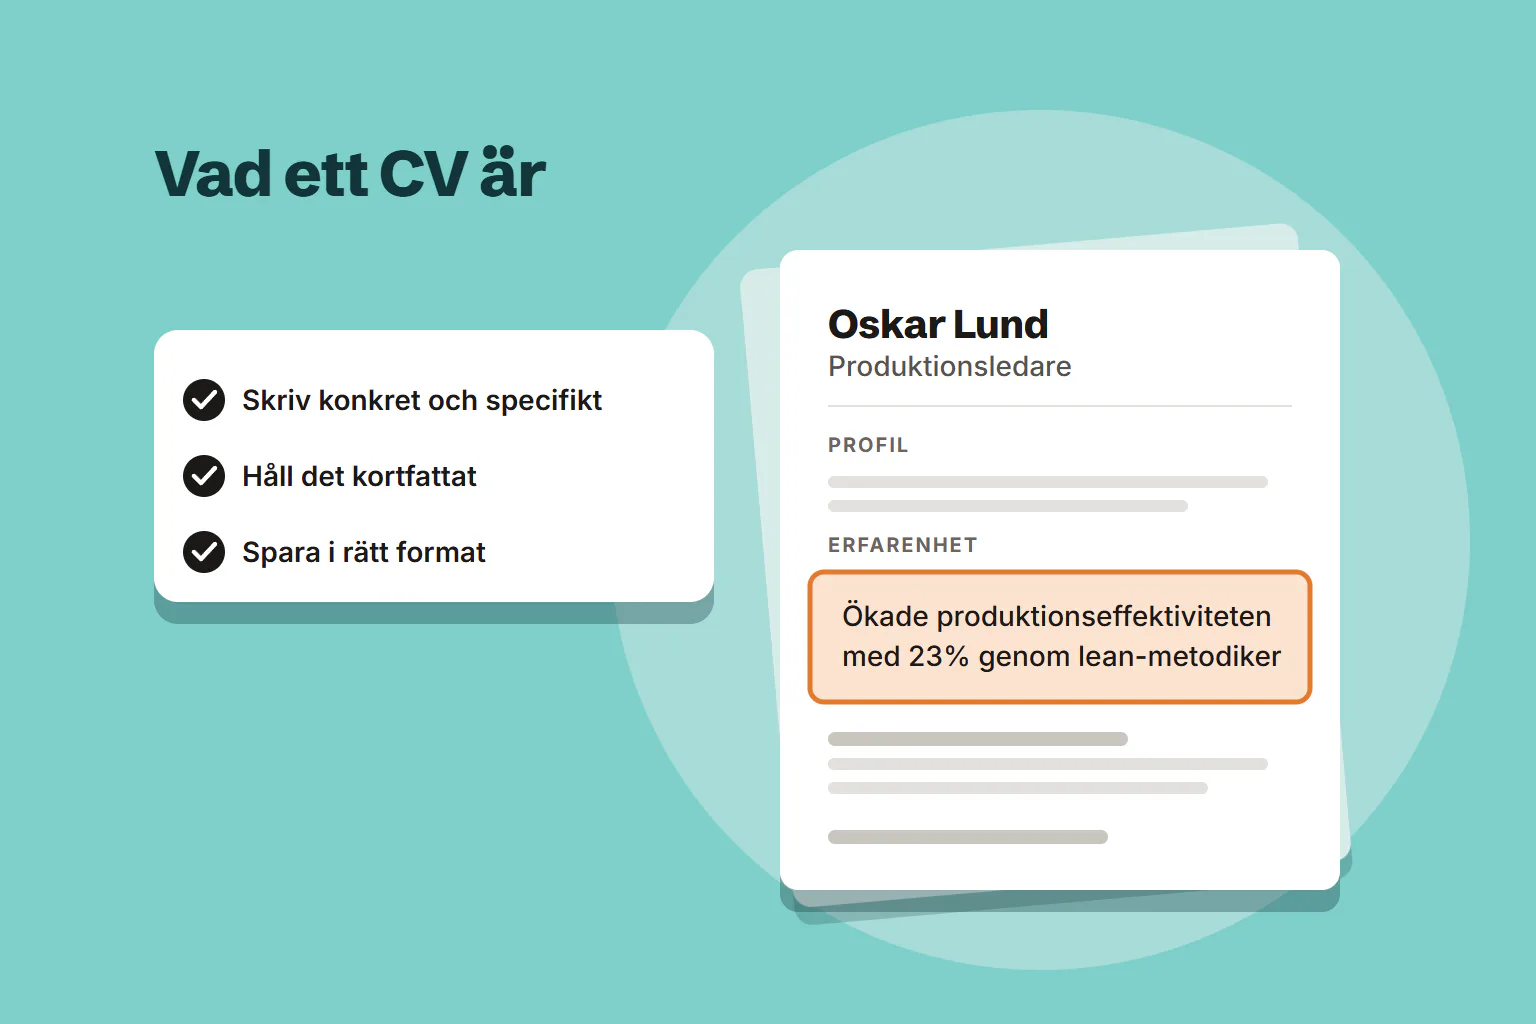 Vad ett CV är
Skriv konkret och specifikt
Håll det kortfattat
Spara i rätt format
Oskar Lund
Produktionsledare
PROFIL
ERFARENHET
Ökade produktionseffektiviteten
med 23% genom lean-metodiker